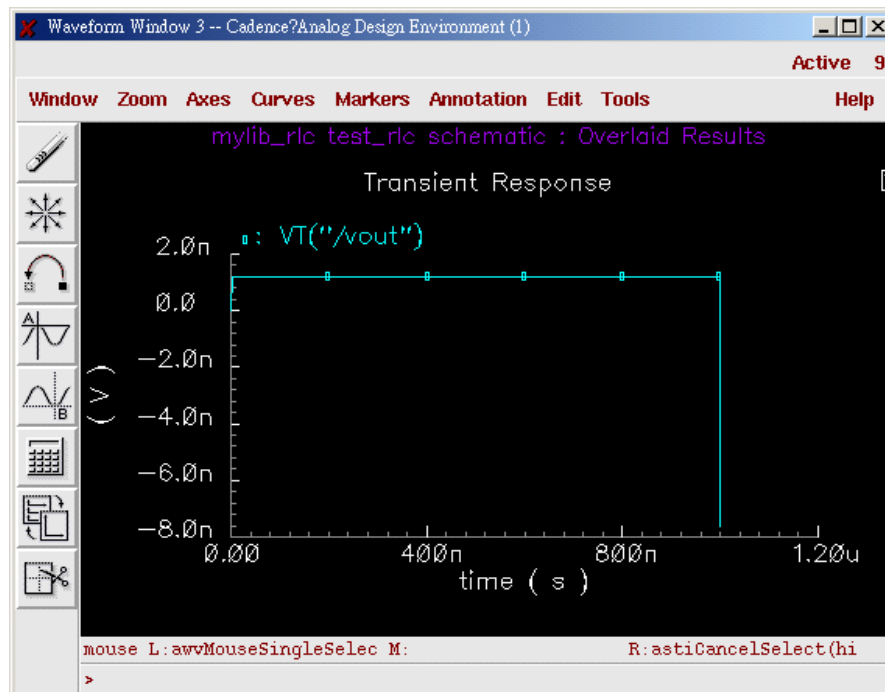 Waveform Window 3 -- Cadence?Analog Design Environment (1)
Active 9
Window Zoom Axes Curves Markers Annotation Edit Tools Help
mylib_rlc test_rlc schematic : Overlaid Results
Transient Response
: VT("/vout")
2.0n
0.0
-2.0n
-4.0n
-6.0n
-8.0n
( V )
A
B
0.00 400n 800n 1.20u
time ( s )
mouse L:awvMouseSingleSelec M: R:astiCancelSelect(hi
>